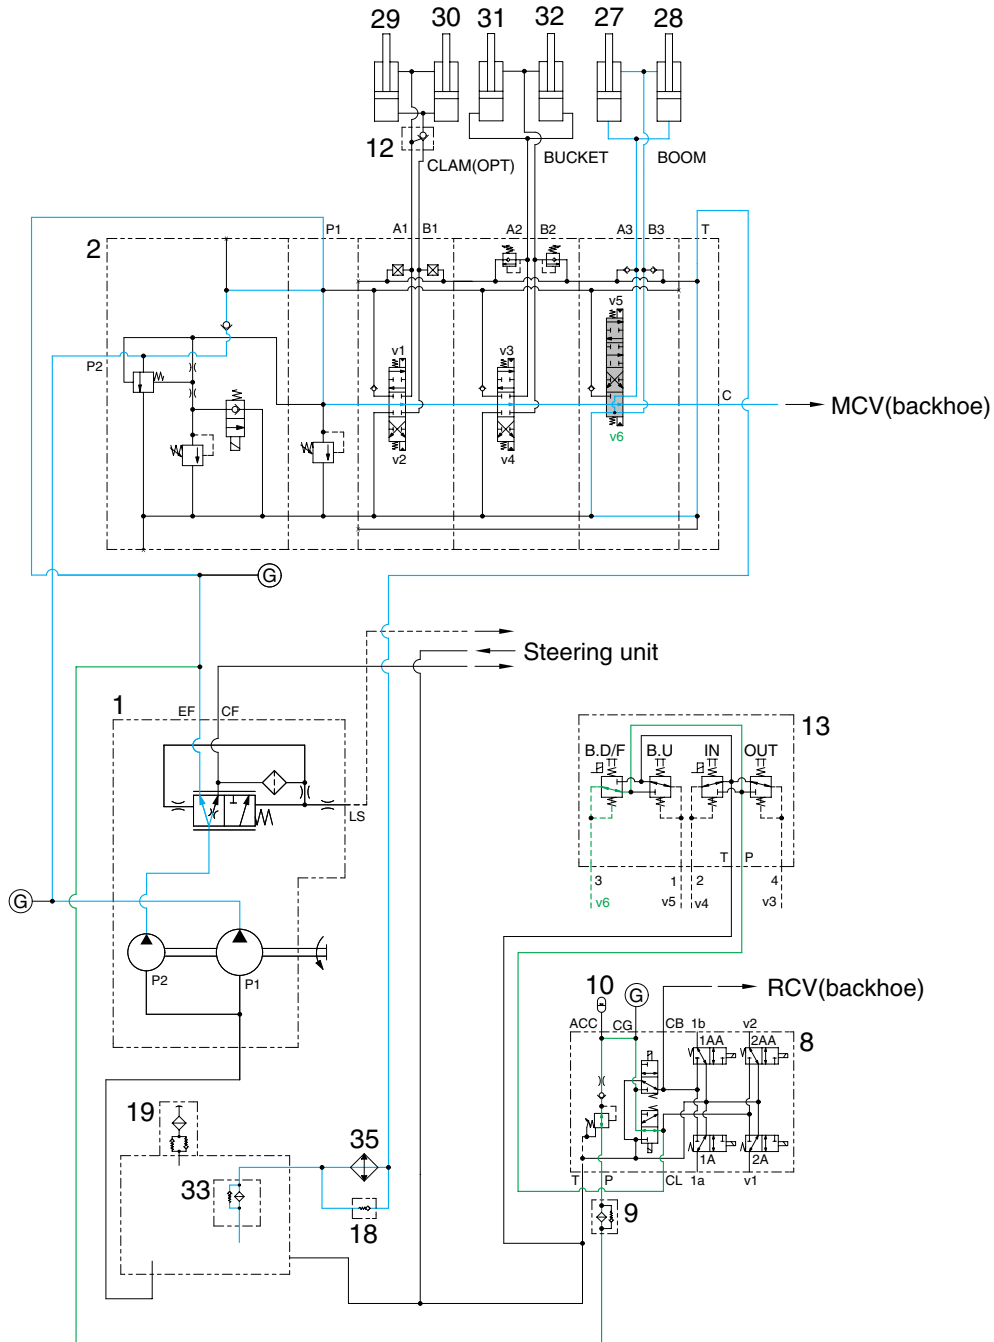 29 30 31 32 27 28
12 CLAM(OPT) BUCKET BOOM
2 P1 A1 B1 A2 B2 A3 B3 T
v5
P2 v1 v3
C MCV(backhoe)
v6
v2 v4
G
Steering unit
1 EF CF
13
B.D/F B.U IN OUT
LS
T P
3 1 2 4
v6 v5 v4 v3
G
P2 P1
10 G RCV(backhoe)
ACC CG CB 1b v2
8
1AA 2AA
19
35
1A 2A
33 T P CL 1a v1
18 9